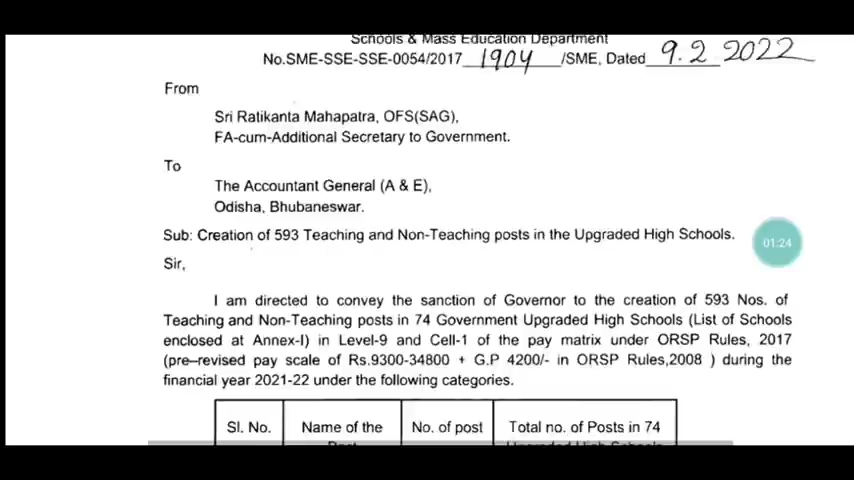 Schools & Mass Education Department
No.SME-SSE-SSE-0054/2017 1904 /SME, Dated 9.2 2022
From
Sri Ratikanta Mahapatra, OFS(SAG),
FA-cum-Additional Secretary to Government.
To
The Accountant General (A & E),
Odisha, Bhubaneswar.
Sub: Creation of 593 Teaching and Non-Teaching posts in the Upgraded High Schools.
01:24
Sir,
I am directed to convey the sanction of Governor to the creation of 593 Nos. of
Teaching and Non-Teaching posts in 74 Government Upgraded High Schools (List of Schools
enclosed at Annex-I) in Level-9 and Cell-1 of the pay matrix under ORSP Rules, 2017
(pre-revised pay scale of Rs.9300-34800 + G.P 4200/- in ORSP Rules,2008 ) during the
financial year 2021-22 under the following categories.
Sl. No. Name of the No. of post Total no. of Posts in 74
Post Upgraded High Schools